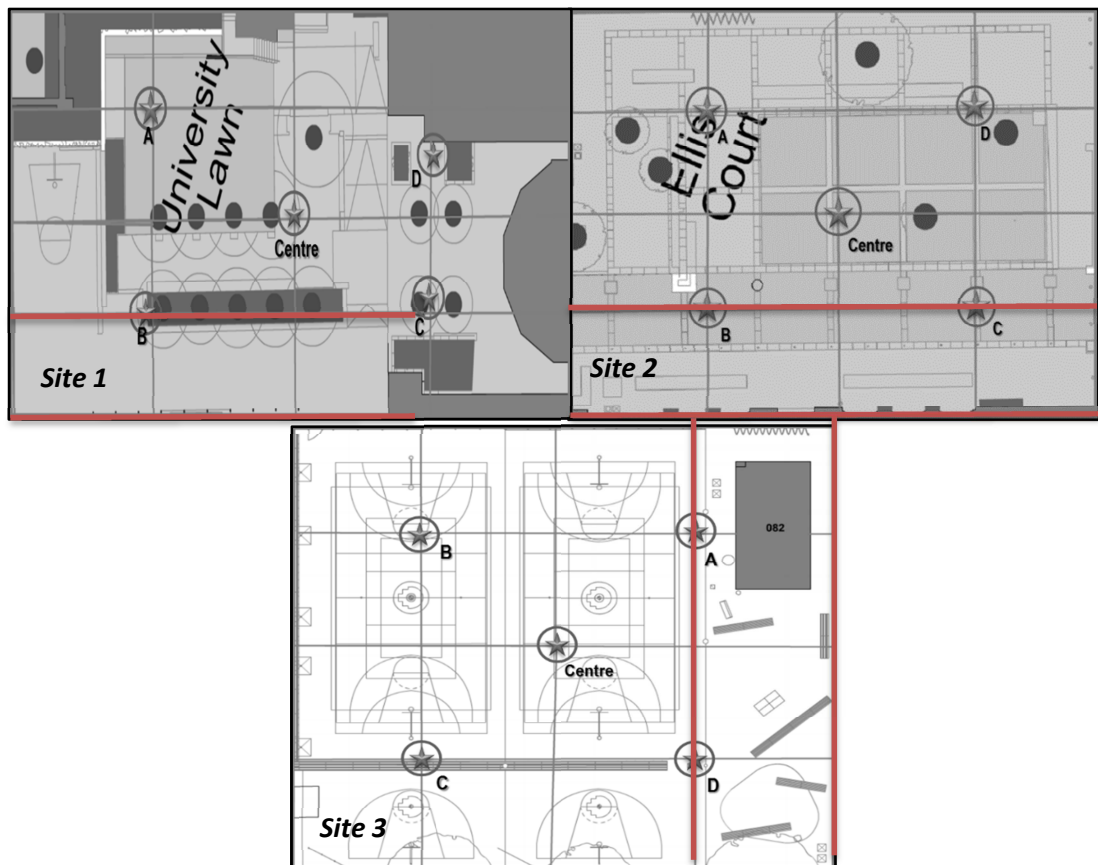 A
University
Lawn
D
Centre
B
C
Site 1
A
Ellis
Court
D
Centre
B
C
Site 2
082
B
A
Centre
C
D
Site 3